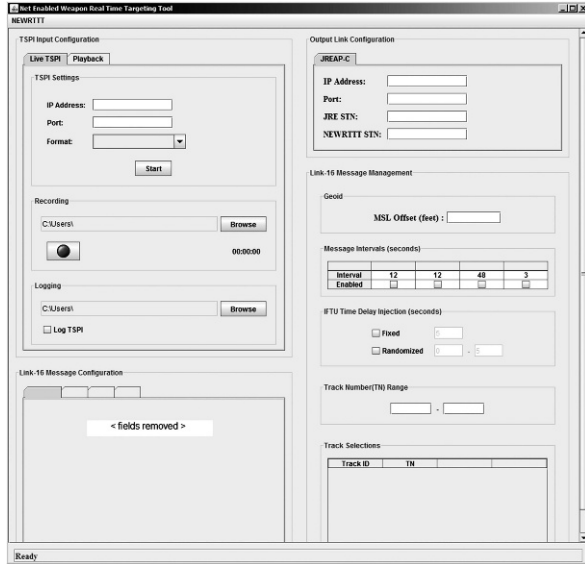 Net Enabled Weapon Real Time Targeting Tool
NEWRTTT
TSPI Input Configuration
Live TSPI Playback
TSPI Settings
IP Address:
Port:
Format:
Start
Recording
C:\Users\ Browse
00:00:00
Logging
C:\Users\ Browse
Log TSPI
Link-16 Message Configuration
< fields removed >
Output Link Configuration
JREAP-C
IP Address:
Port:
JRE STN:
NEWRTTT STN:
Link-16 Message Management
Geoid
MSL Offset (feet) :
Message Intervals (seconds)
Interval 12 12 48 3
Enabled
IFTU Time Delay Injection (seconds)
Fixed 5
Randomized 0 - 5
Track Number(TN) Range
-
Track Selections
Track ID TN
Ready